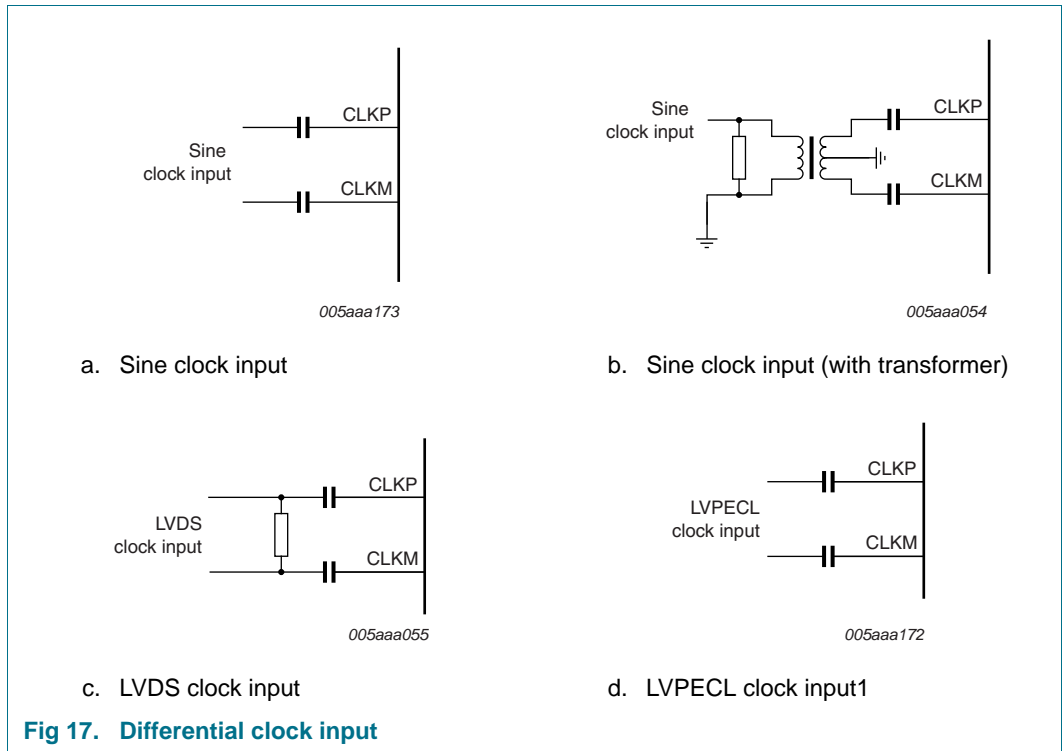 CLKP
Sine
clock input
CLKM
005aaa173
a. Sine clock input
Sine
clock input
CLKP
CLKM
005aaa054
b. Sine clock input (with transformer)
LVDS
clock input
CLKP
CLKM
005aaa055
c. LVDS clock input
LVPECL
clock input
CLKP
CLKM
005aaa172
d. LVPECL clock input1
Fig 17. Differential clock input